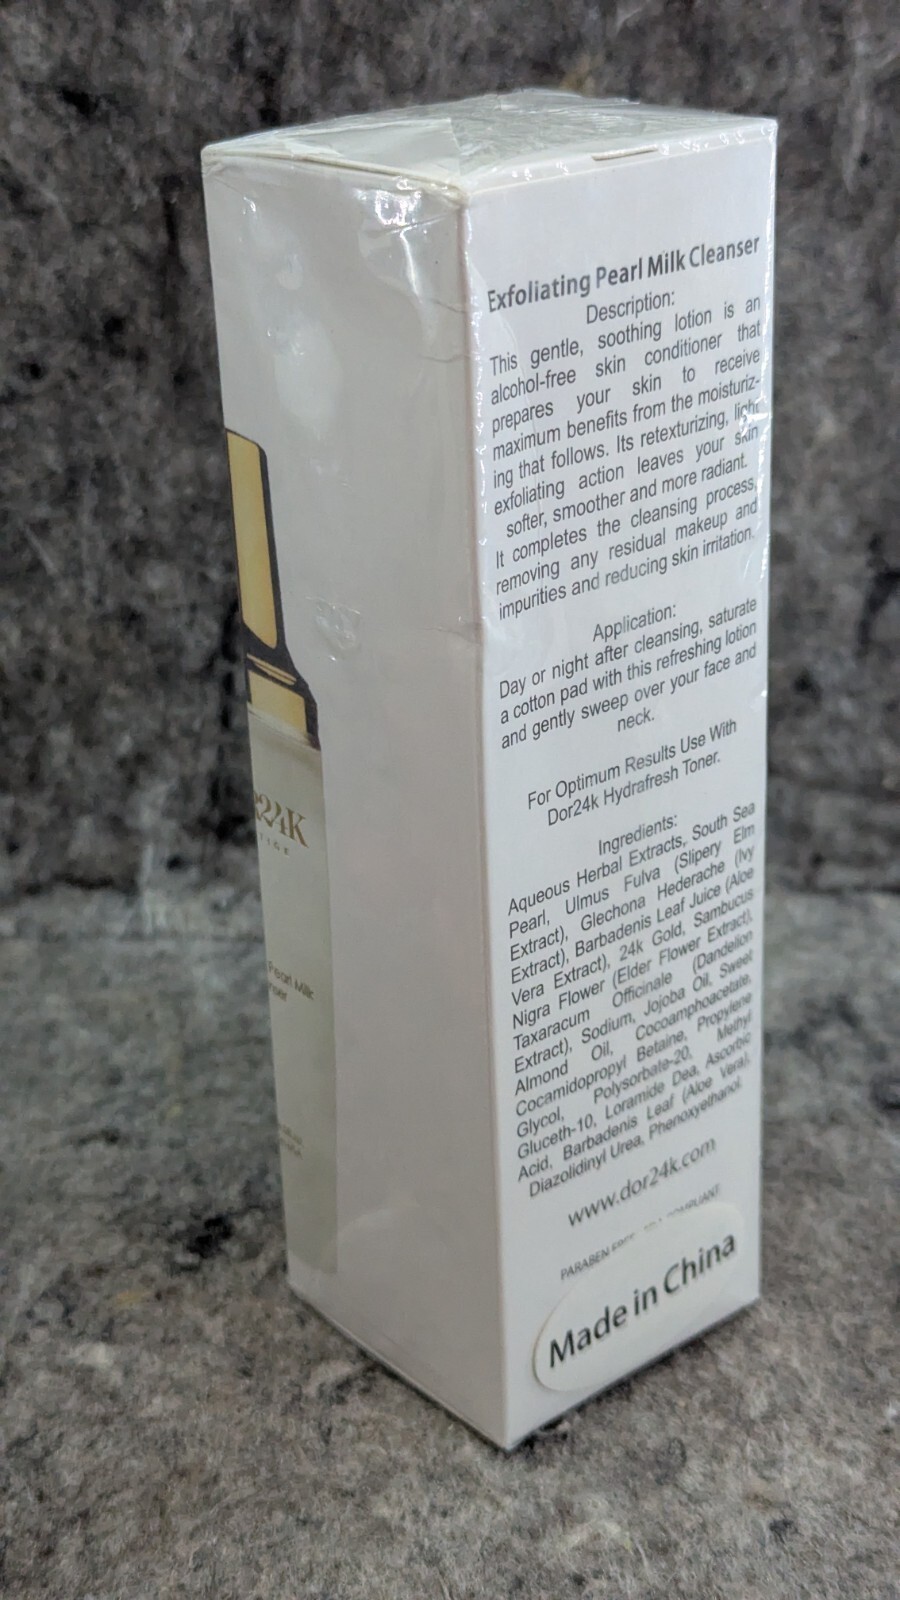 Exfoliating Pearl Milk Cleanser
Description:
This gentle, soothing lotion is an
alcohol-free skin conditioner that
prepares your skin to receive
maximum benefits from the moisturiz-
ing that follows. Its retexturizing, light
exfoliating action leaves your skin
softer, smoother and more radiant.
It completes the cleansing process,
removing any residual makeup and
impurities and reducing skin irritation.
Application:
Day or night after cleansing, saturate
a cotton pad with this refreshing lotion
and gently sweep over your face and
neck.
For Optimum Results Use With
Dor24k Hydrafresh Toner.
Ingredients:
Aqueous Herbal Extracts, South Sea
Pearl, Ulmus Fulva (Slipery Elm
Extract), Glechona Hederache (Ivy
Extract), Barbadenis Leaf Juice (Aloe
Vera Extract), 24k Gold, Sambucus
Nigra Flower (Elder Flower Extract),
Taxaracum Officinale (Dandelion
Extract), Sodium, Jojoba Oil, Sweet
Almond Oil, Cocoamphoacetate,
Cocamidopropyl Betaine, Propylene
Glycol, Polysorbate-20, Methyl
Gluceth-10, Loramide Dea, Ascorbic
Acid, Barbadenis Leaf (Aloe Vera),
Diazolidinyl Urea, Phenoxyethanol.
www.dor24k.com
PARABEN FREE COMPLIANT
Made in China
R24K
Pearl Milk